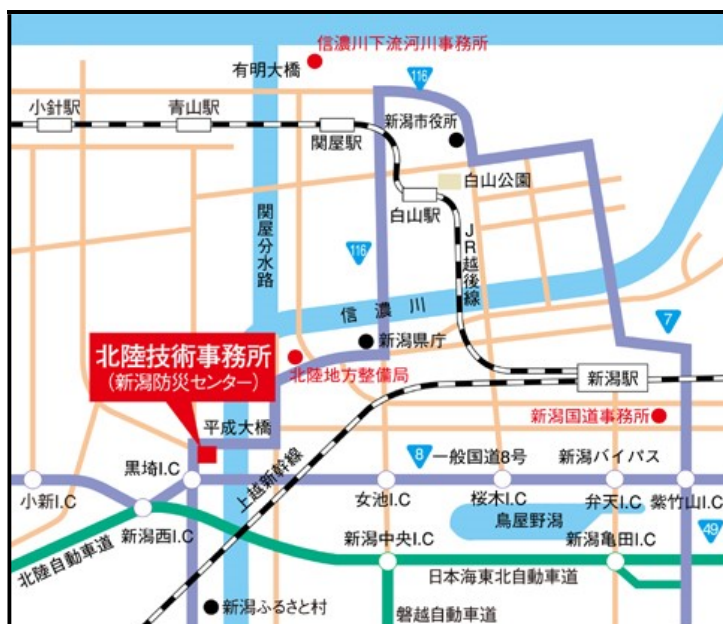 信濃川下流河川事務所
有明大橋
116
小針駅
青山駅
関屋駅
新潟市役所
白山公園
白山駅
関屋分水路
116
JR越後線
信濃川
7
新潟県庁
北陸技術事務所
(新潟防災センター)
北陸地方整備局
新潟駅
新潟国道事務所
平成大橋
上越新幹線
8
一般国道8号
新潟バイパス
黒埼I.C
小新I.C
女池I.C
桜木I.C
弁天I.C
紫竹山I.C
新潟西I.C
鳥屋野潟
49
新潟中央I.C
新潟亀田I.C
北陸自動車道
日本海東北自動車道
新潟ふるさと村
磐越自動車道